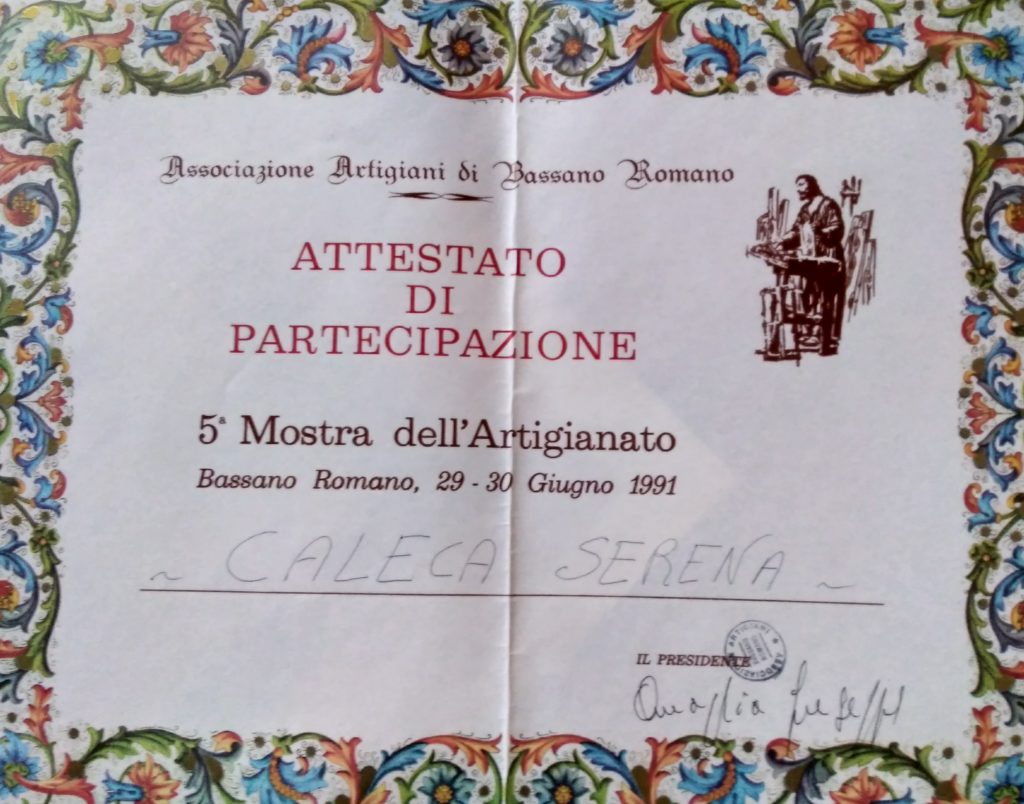 Associazione Artigiani di Bassano Romano
ATTESTATO
DI
PARTECIPAZIONE
5ª Mostra dell'Artigianato
Bassano Romano, 29 - 30 Giugno 1991
~ CALECA SERENA ~
IL PRESIDENTE